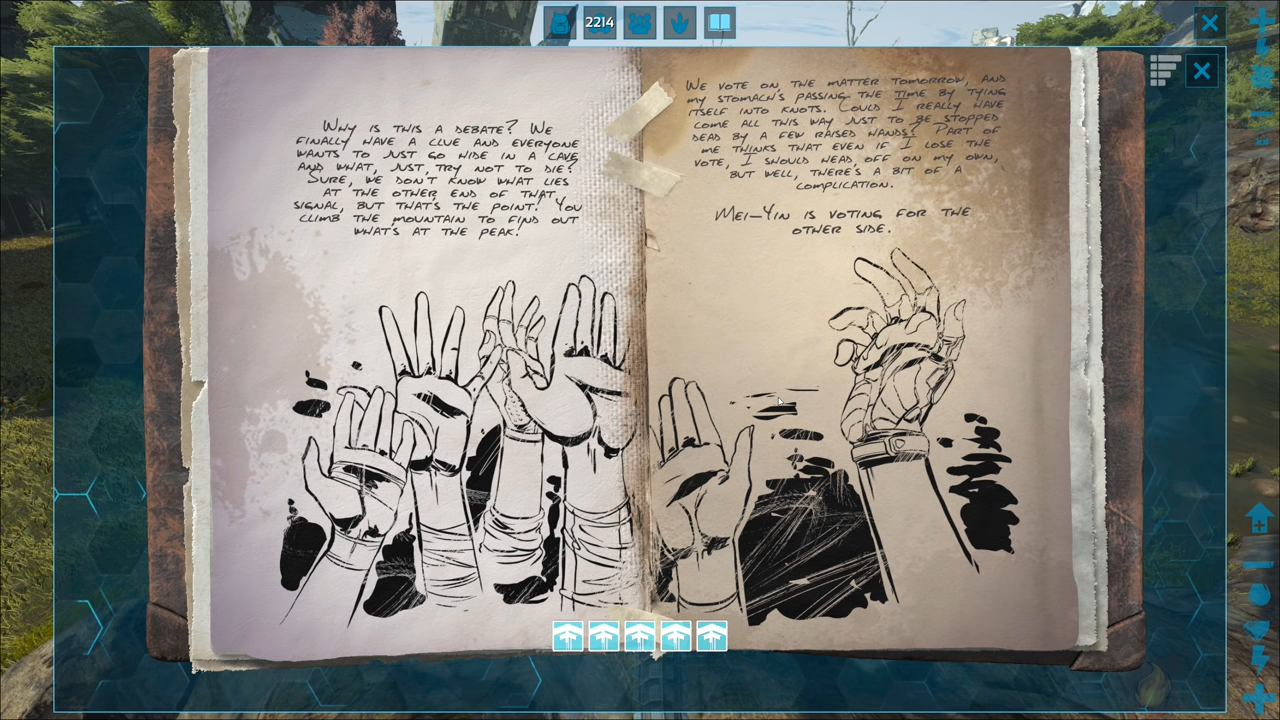 2214
Why is this a debate? We
finally have a clue and everyone
wants to just go hide in a cave
and what, just try not to die?
Sure, we don't know what lies
at the other end of that
signal, but that's the point! You
climb the mountain to find out
what's at the peak!
We vote on the matter tomorrow, and
my stomach's passing the time by tying
itself into knots. Could I really have
come all this way just to be stopped
dead by a few raised hands? Part of
me thinks that even if I lose the
vote, I should head off on my own,
but well, there's a bit of a
complication.
Mei-Yin is voting for the
other side.